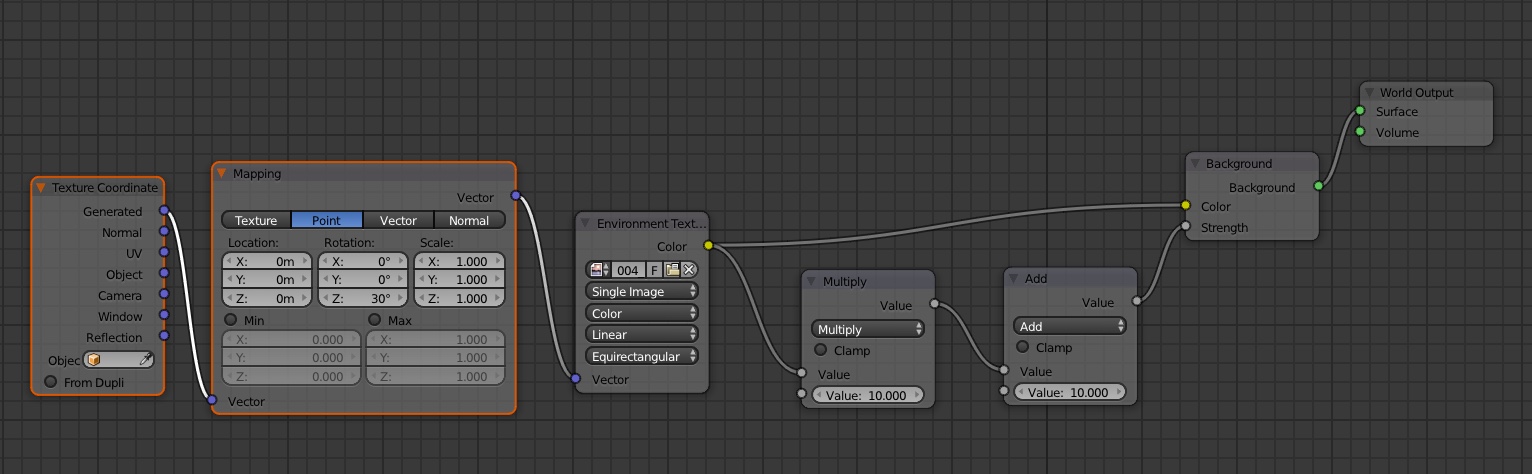 Texture Coordinate
Generated
Normal
UV
Object
Camera
Window
Reflection
Objec
From Dupli
Mapping
Vector
Texture Point Vector Normal
Location: Rotation: Scale:
X: 0m X: 0° X: 1.000
Y: 0m Y: 0° Y: 1.000
Z: 0m Z: 30° Z: 1.000
Min Max
X: 0.000 X: 1.000
Y: 0.000 Y: 1.000
Z: 0.000 Z: 1.000
Vector
Environment Text...
Color
004 F
Single Image
Color
Linear
Equirectangular
Vector
Multiply
Value
Multiply
Clamp
Value
Value: 10.000
Add
Value
Add
Clamp
Value
Value: 10.000
Background
Background
Color
Strength
World Output
Surface
Volume